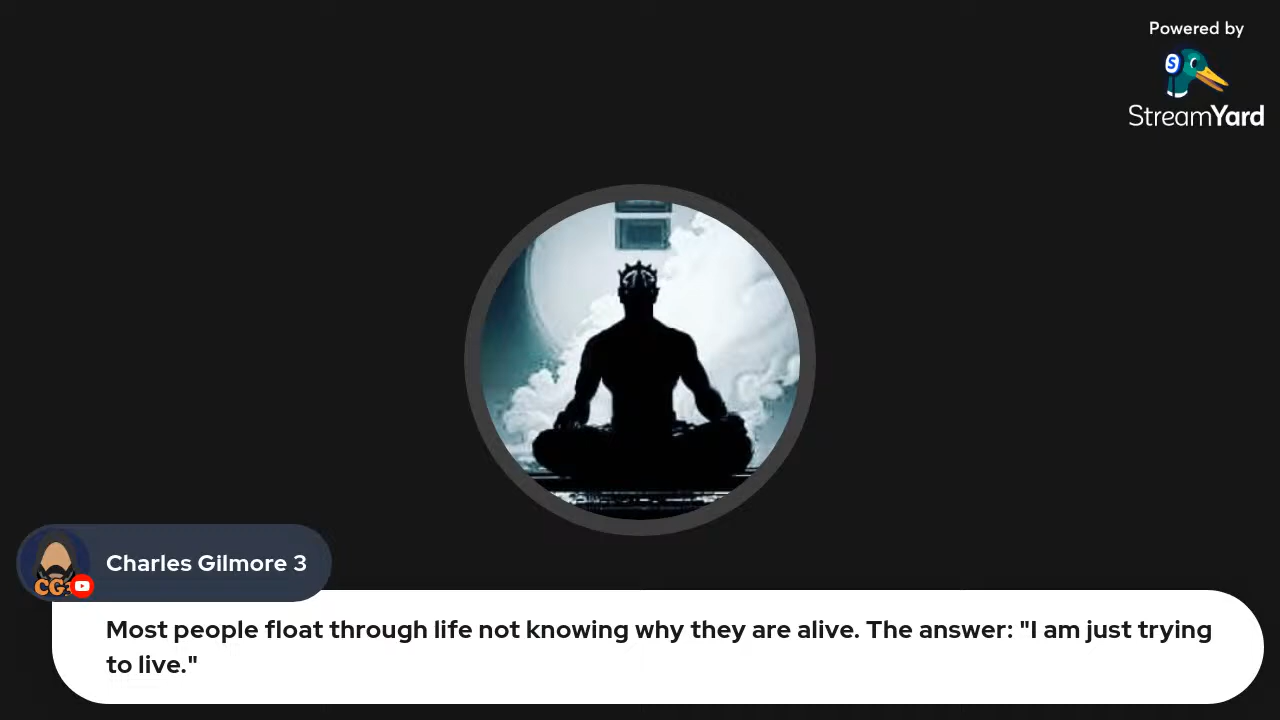 Powered by
S
StreamYard
CG3
Charles Gilmore 3
Most people float through life not knowing why they are alive. The answer: "I am just trying
to live."